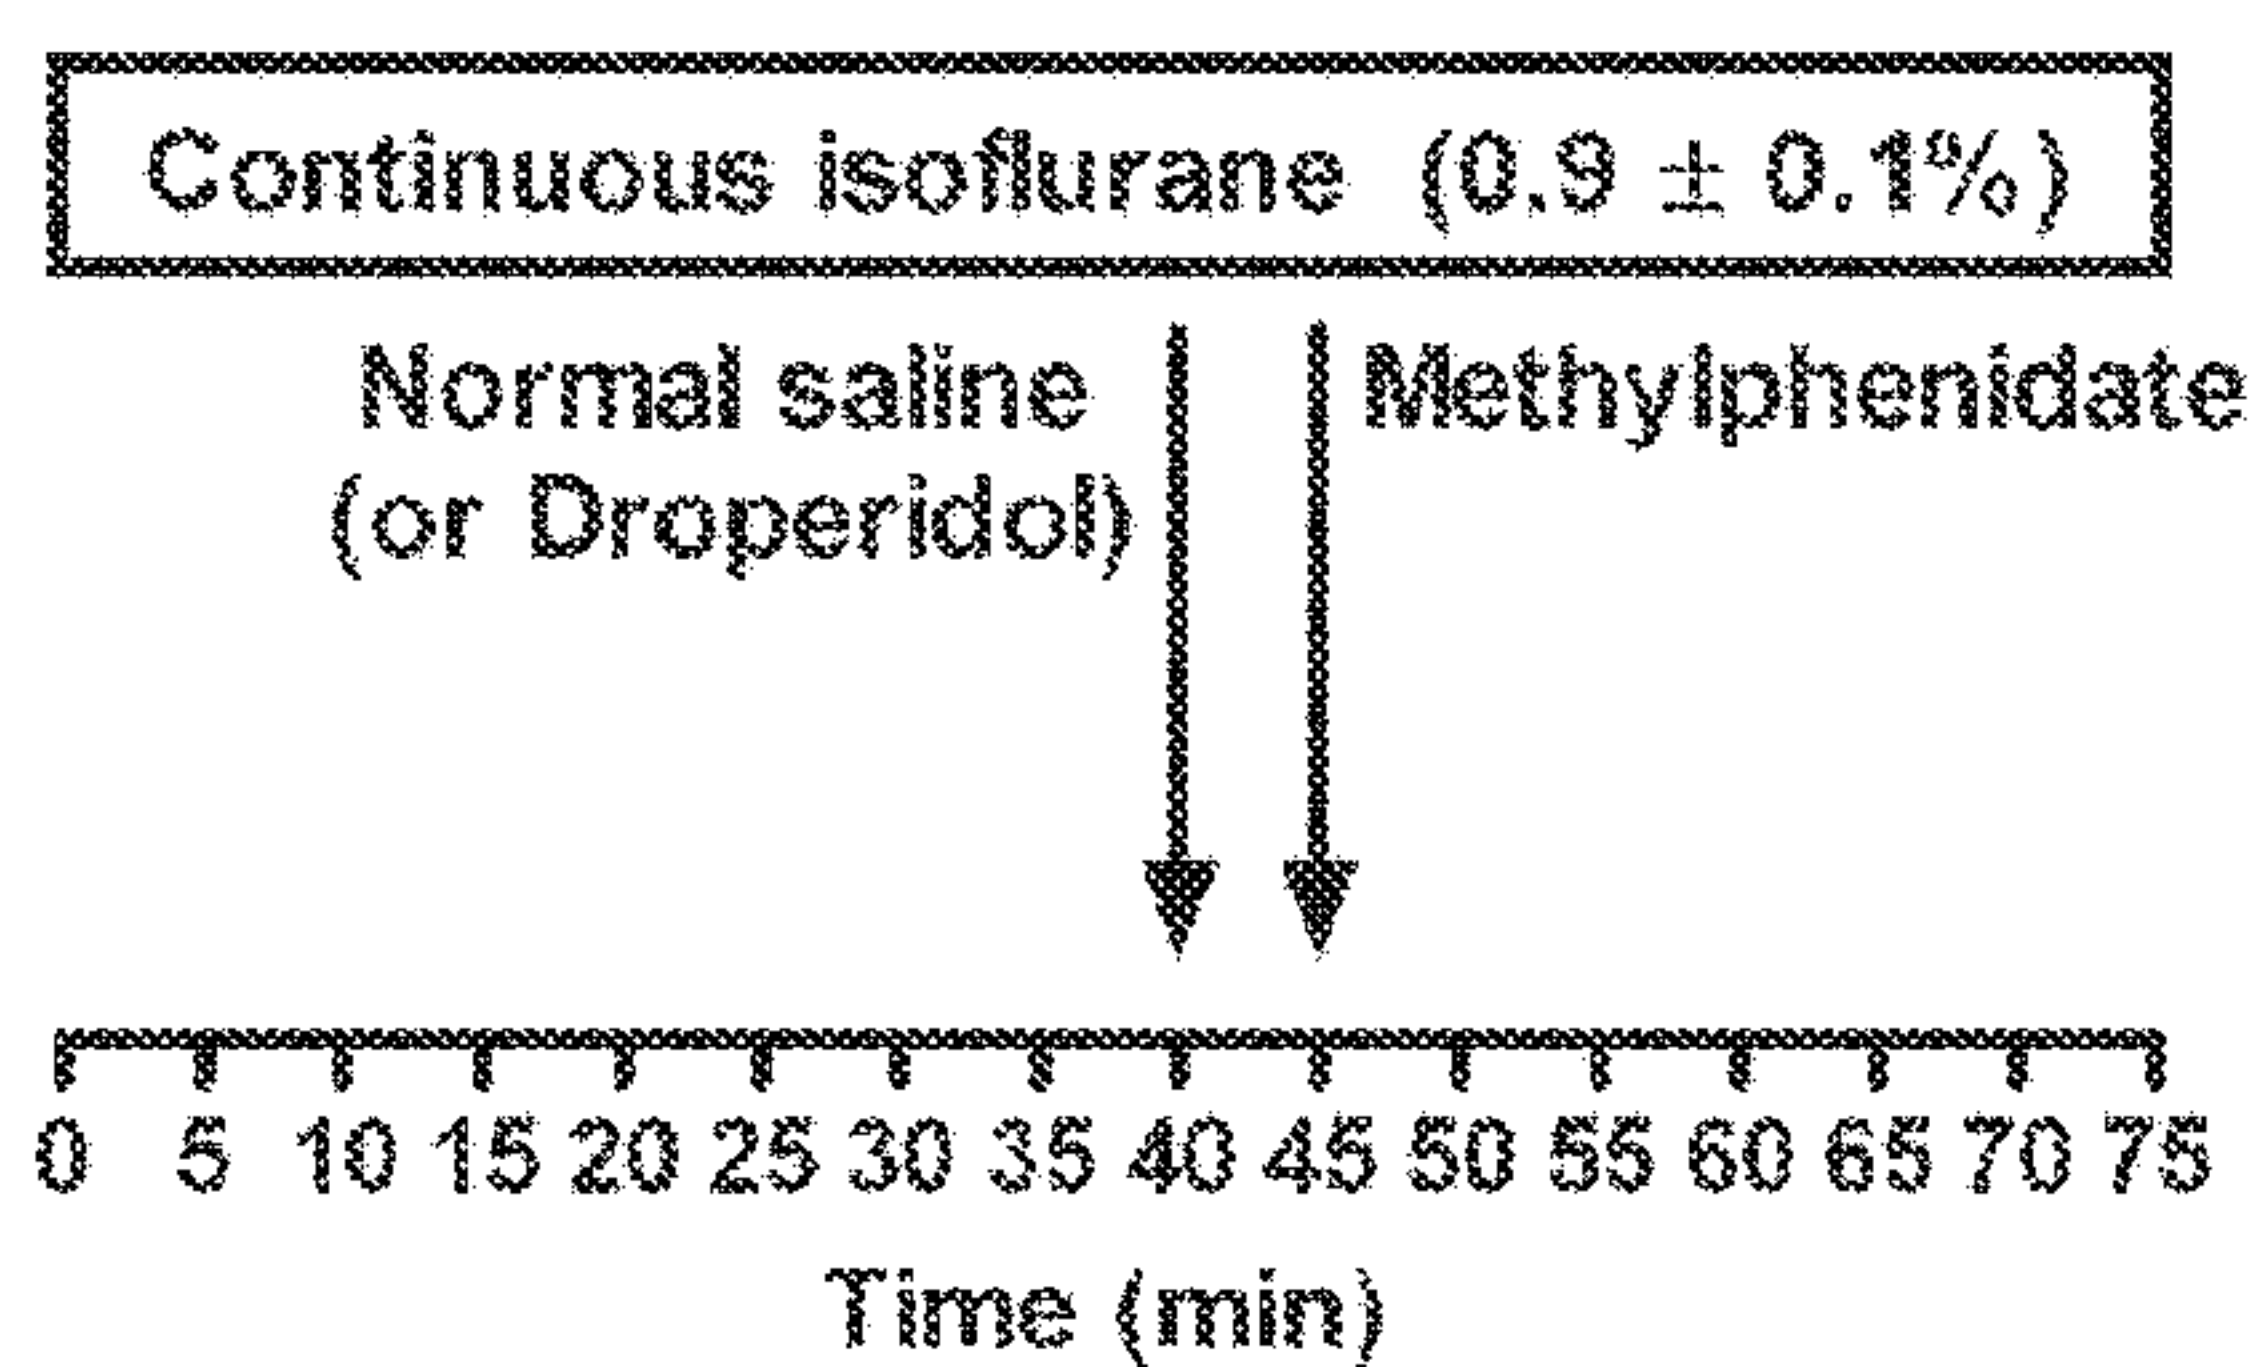 Continuous isoflurane (0.9 ± 0.1%)
Normal saline
(or Droperidol)
Methylphenidate
0 5 10 15 20 25 30 35 40 45 50 55 60 65 70 75
Time (min)